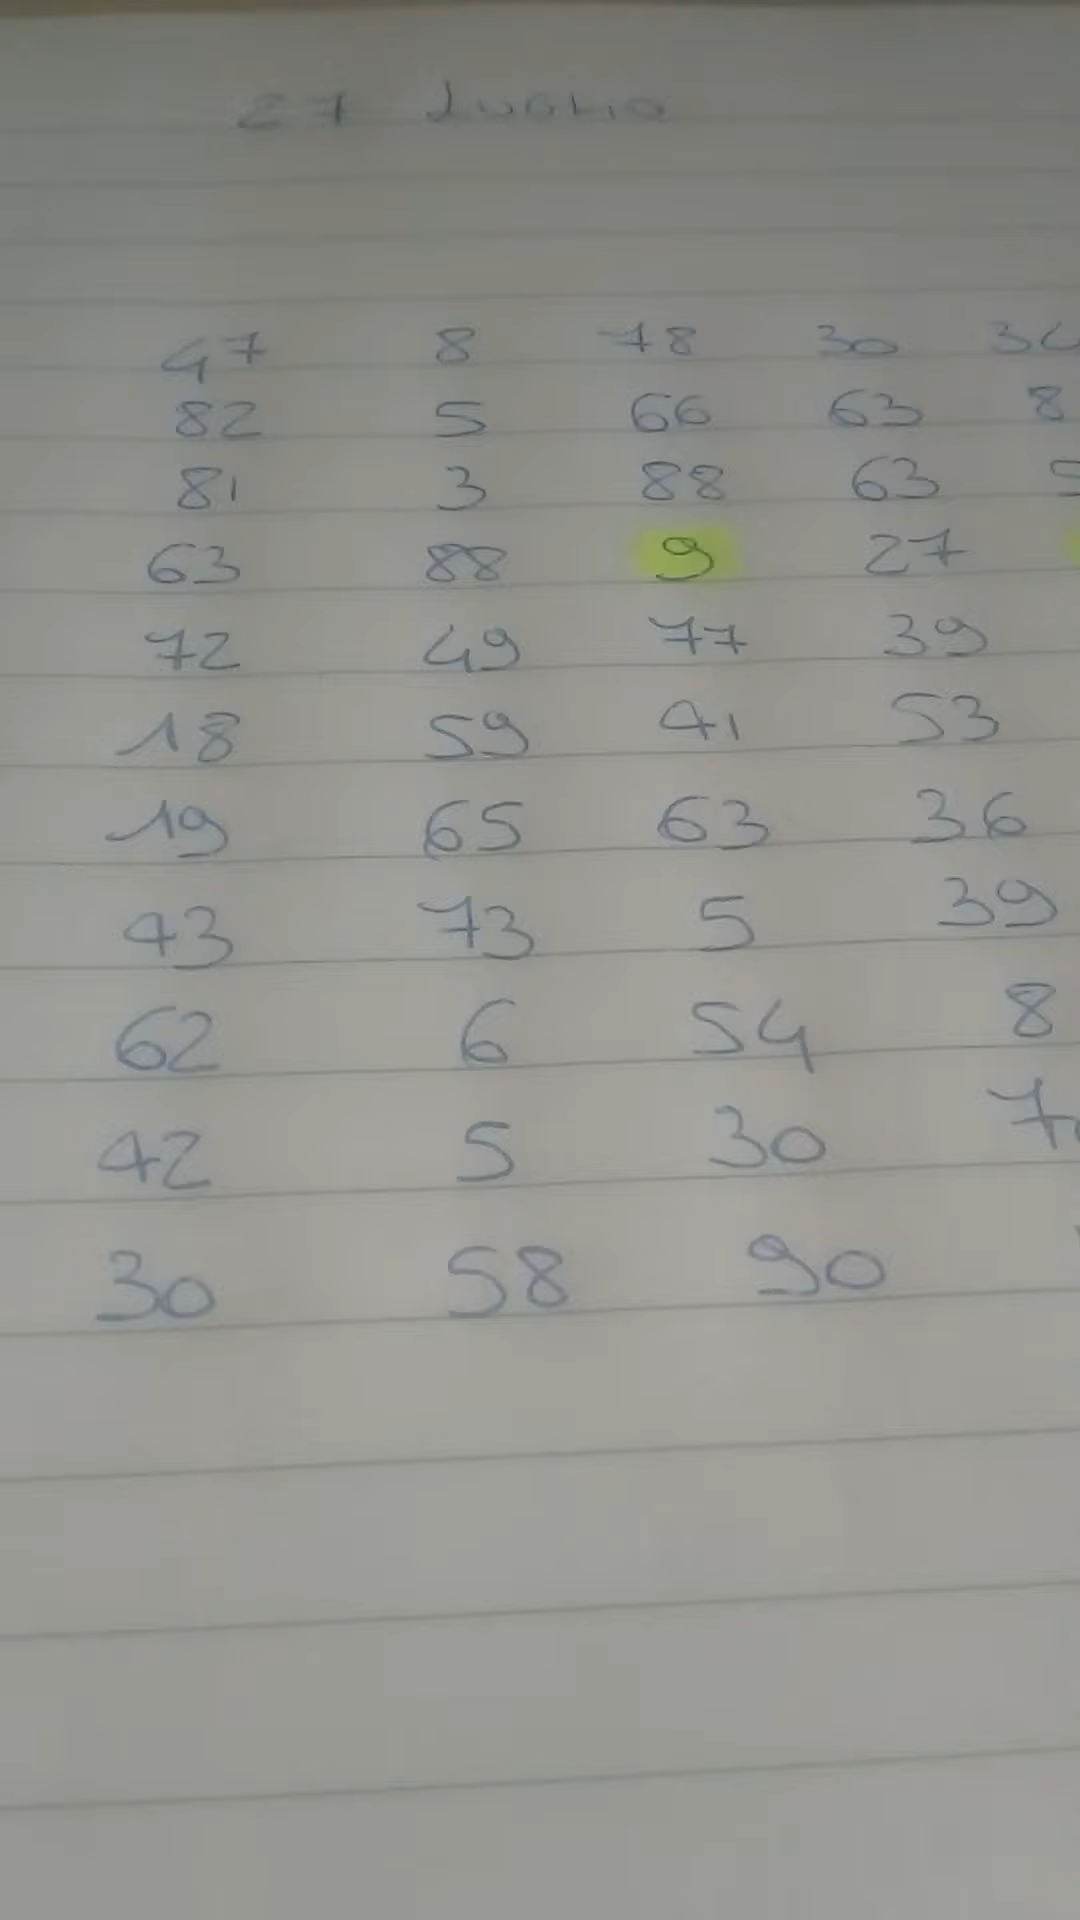 27 LUGLIO
47 8 78 30
82 5 66 63 8
81 3 88 63
63 88 9 27
72 49 77 39
18 59 41 53
19 65 63 36
43 73 5 39
62 6 54 8
42 5 30
30 58 90